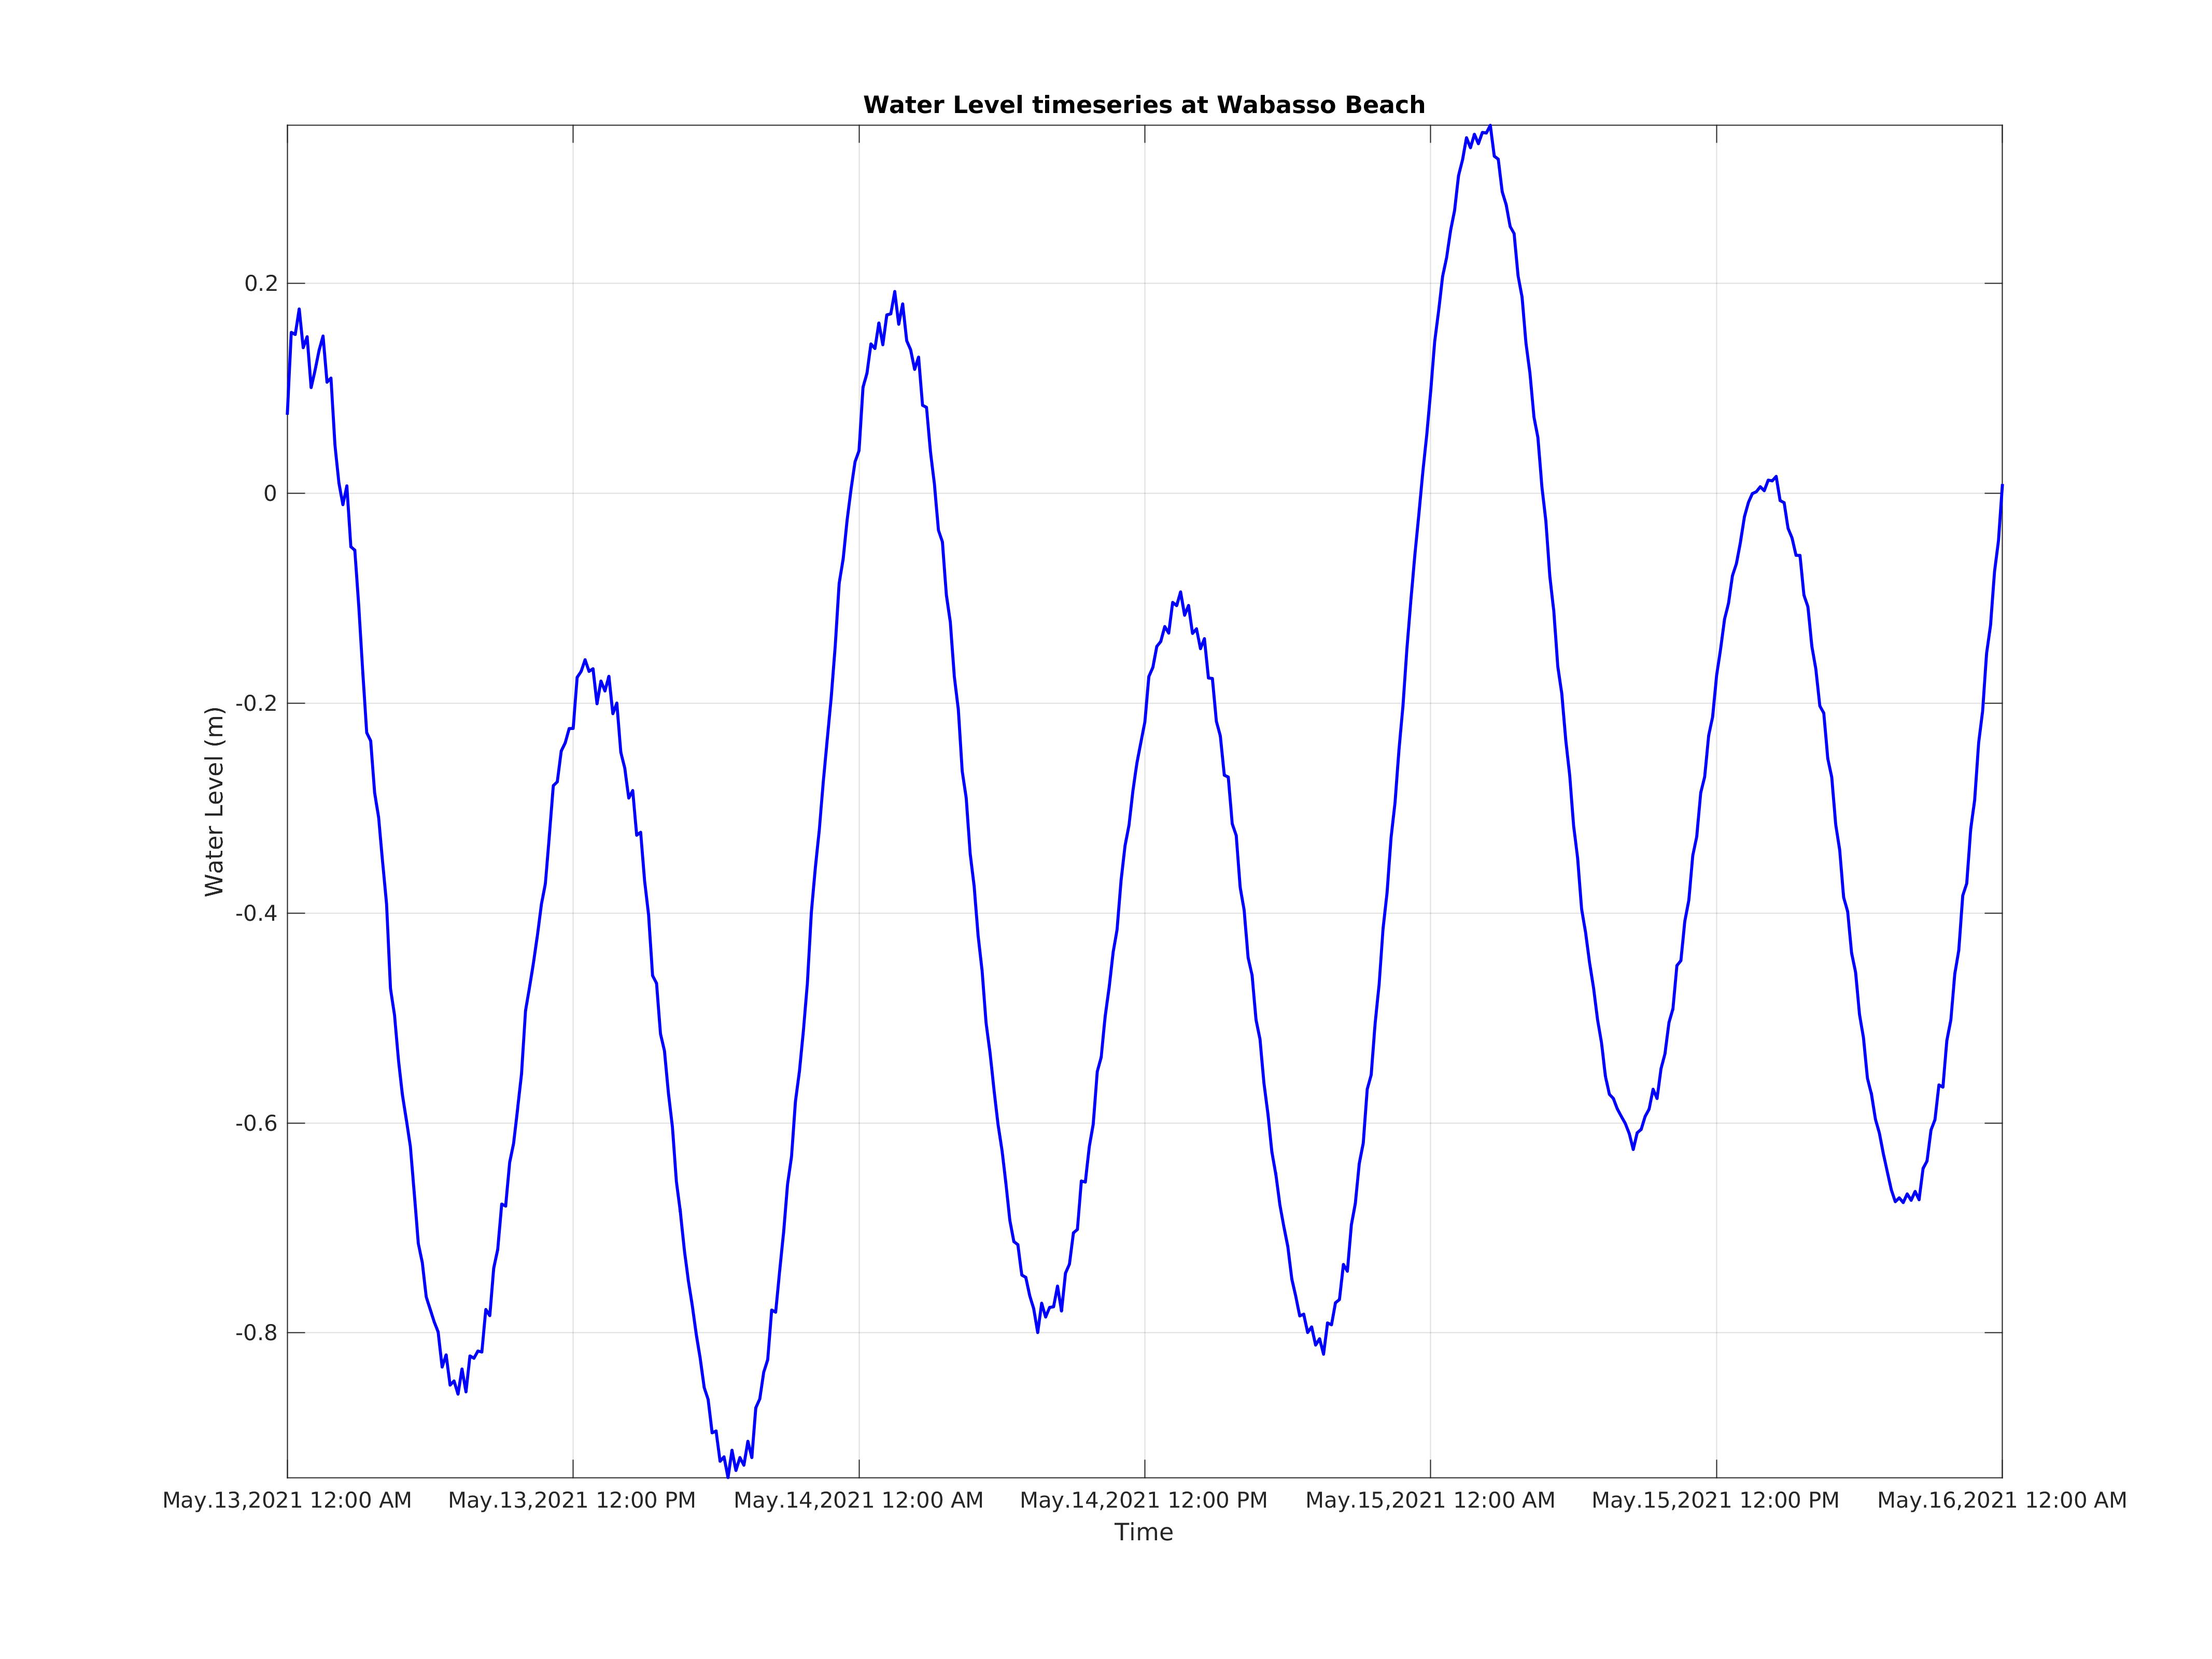 Water Level timeseries at Wabasso Beach
0.2
0
-0.2
-0.4
-0.6
-0.8
Water Level (m)
May.13,2021 12:00 AM May.13,2021 12:00 PM May.14,2021 12:00 AM May.14,2021 12:00 PM May.15,2021 12:00 AM May.15,2021 12:00 PM May.16,2021 12:00 AM
Time